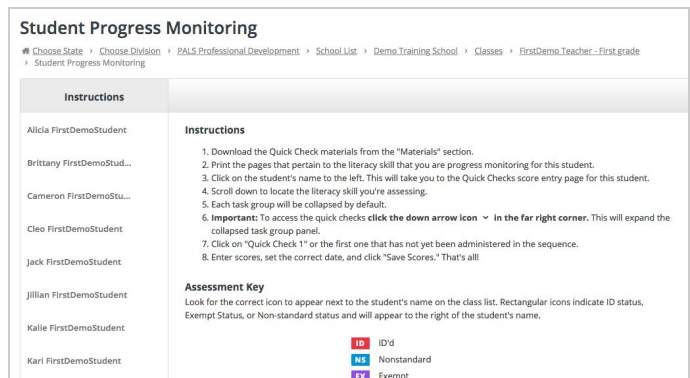 Student Progress Monitoring
Choose State › Choose Division › PALS Professional Development › School List › Demo Training School › Classes › FirstDemo Teacher - First grade
› Student Progress Monitoring
Instructions
Alicia FirstDemoStudent
Brittany FirstDemoStud...
Cameron FirstDemoStu...
Cleo FirstDemoStudent
Jack FirstDemoStudent
Jillian FirstDemoStudent
Kalie FirstDemoStudent
Karl FirstDemoStudent
Instructions
1. Download the Quick Check materials from the "Materials" section.
2. Print the pages that pertain to the literacy skill that you are progress monitoring for this student.
3. Click on the student's name to the left. This will take you to the Quick Checks score entry page for this student.
4. Scroll down to locate the literacy skill you're assessing.
5. Each task group will be collapsed by default.
6. Important: To access the quick checks click the down arrow icon in the far right corner. This will expand the
collapsed task group panel.
7. Click on "Quick Check 1" or the first one that has not yet been administered in the sequence.
8. Enter scores, set the correct date, and click "Save Scores." That's all!
Assessment Key
Look for the correct icon to appear next to the student's name on the class list. Rectangular icons indicate ID status,
Exempt Status, or Non-standard status and will appear to the right of the student's name.
ID ID'd
NS Nonstandard
EX Exempt